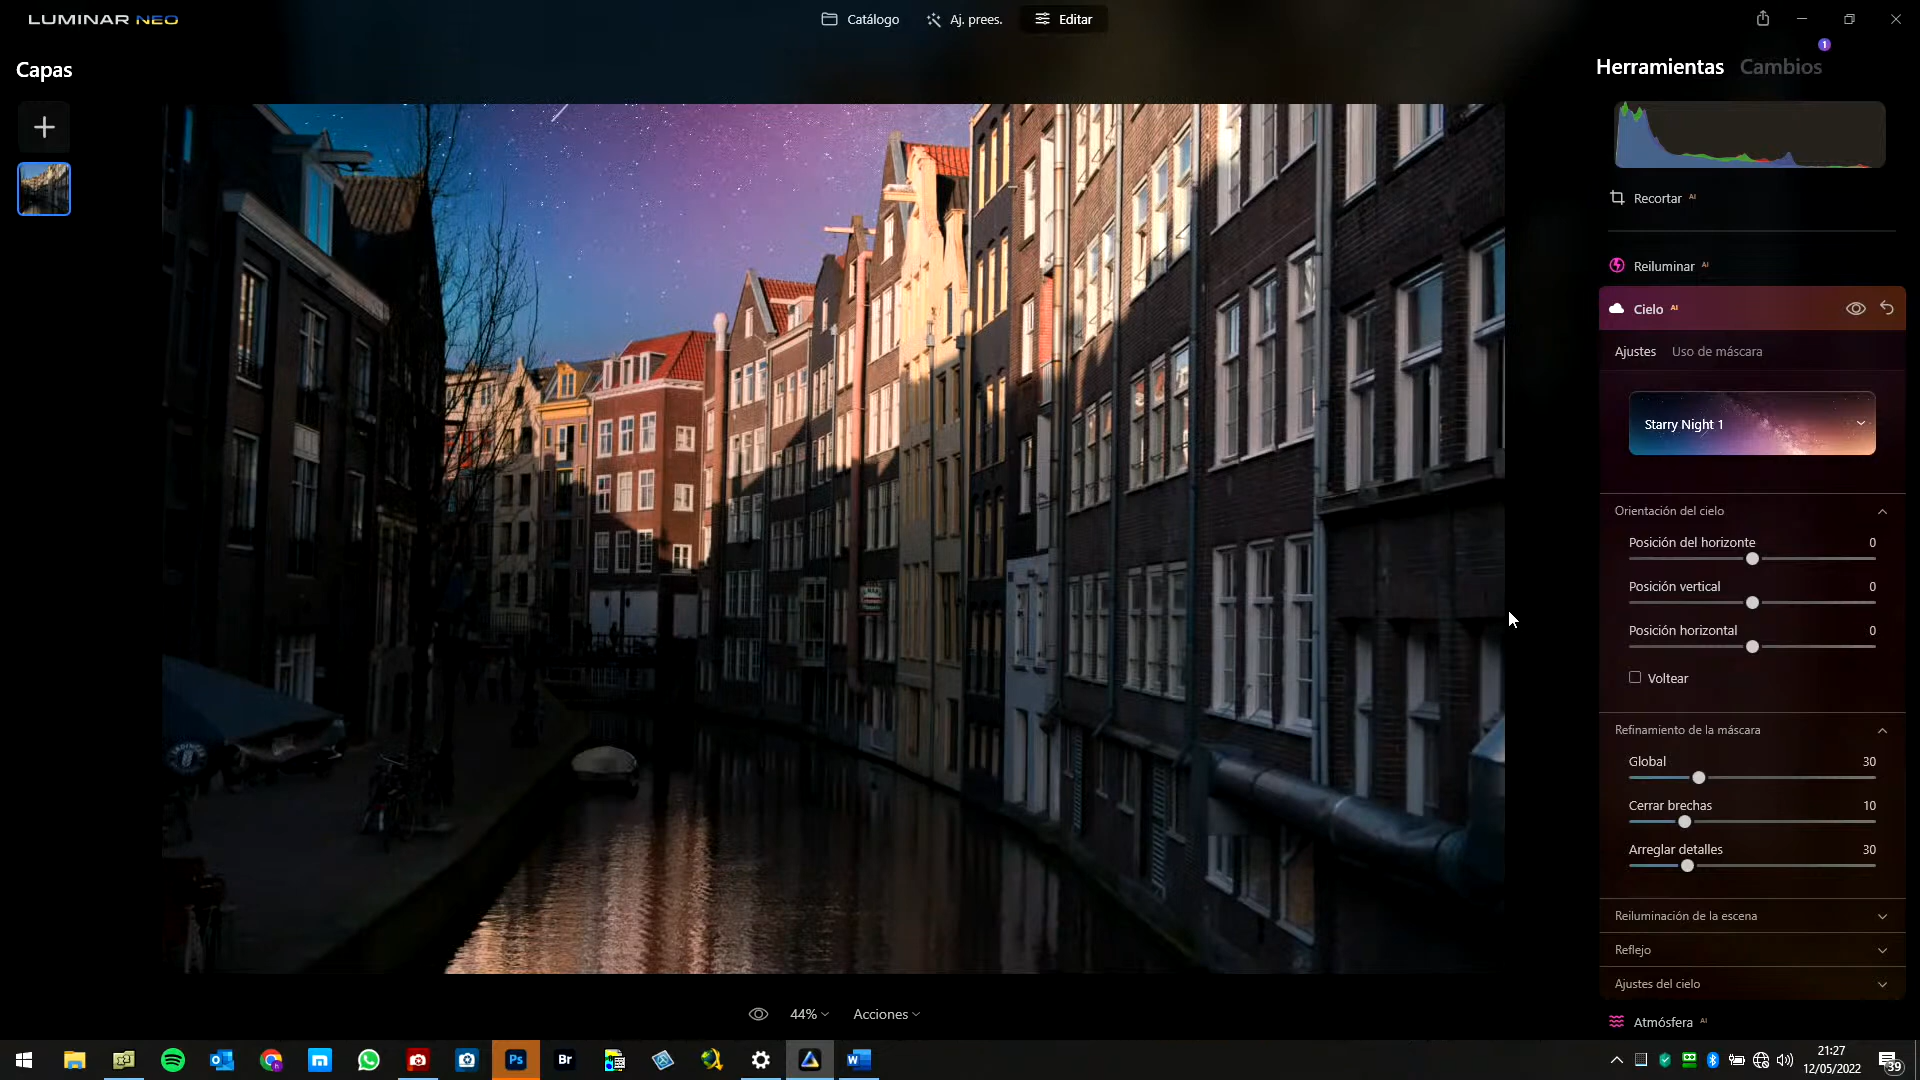 LUMINAR NEO
Catálogo
Aj. prees.
Editar
Capas
1
Herramientas Cambios
Recortar AI
Reiluminar AI
Cielo AI
Ajustes Uso de máscara
Starry Night 1
Orientación del cielo
Posición del horizonte 0
Posición vertical 0
Posición horizontal 0
Voltear
Refinamiento de la máscara
Global 30
Cerrar brechas 10
Arreglar detalles 30
Reiluminación de la escena
Reflejo
Ajustes del cielo
Atmósfera AI
44%
Acciones
Ps
Br
21:27
12/05/2022
39